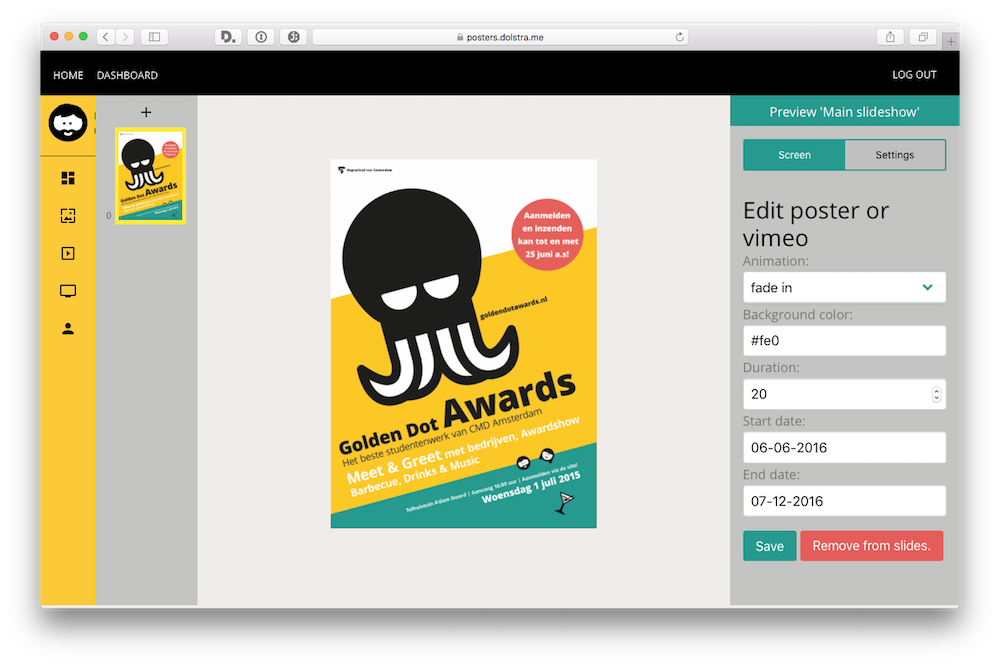 posters.dolstra.me
HOME
DASHBOARD
LOG OUT
Preview 'Main slideshow'
Screen
Settings
0
Golden Dot Awards
Hogeschool van Amsterdam
Aanmelden
en inzenden
kan tot en met
25 juni a.s!
goldendotawards.nl
Golden Dot Awards
Het beste studentenwerk van CMD Amsterdam
Meet & Greet met bedrijven, Awardshow
Barbecue, Drinks & Music
Tolhuistuin A'dam Noord | Aanvang 16:00 uur | Aanmelden via de site!
Woensdag 1 juli 2015
Edit poster or
vimeo
Animation:
fade in
Background color:
#fe0
Duration:
20
Start date:
06-06-2016
End date:
07-12-2016
Save
Remove from slides.